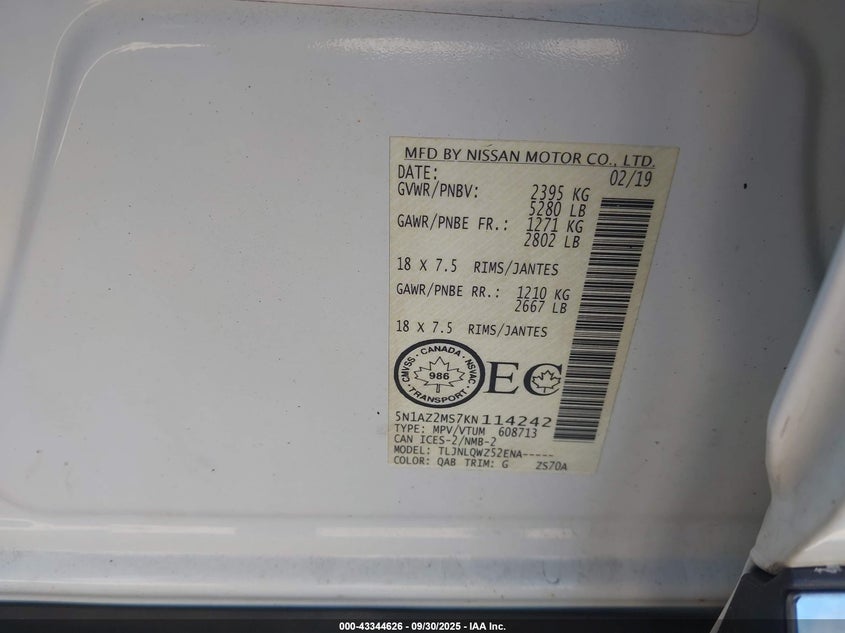 MFD BY NISSAN MOTOR CO., LTD.
DATE: 02/19
GVWR/PNBV: 2395 KG
5280 LB
GAWR/PNBE FR.: 1271 KG
2802 LB
18 X 7.5 RIMS/JANTES
GAWR/PNBE RR.: 1210 KG
2667 LB
18 X 7.5 RIMS/JANTES
CANADA
CMVSS · NSVAC
986
TRANSPORT
EC
5N1AZ2MS7KN114242
TYPE: MPV/VTUM 608713
CAN ICES-2/NMB-2
MODEL: TLJNLQWZ52ENA-----
COLOR: QAB TRIM: G ZS70A
000-43344626 - 09/30/2025 - IAA Inc.